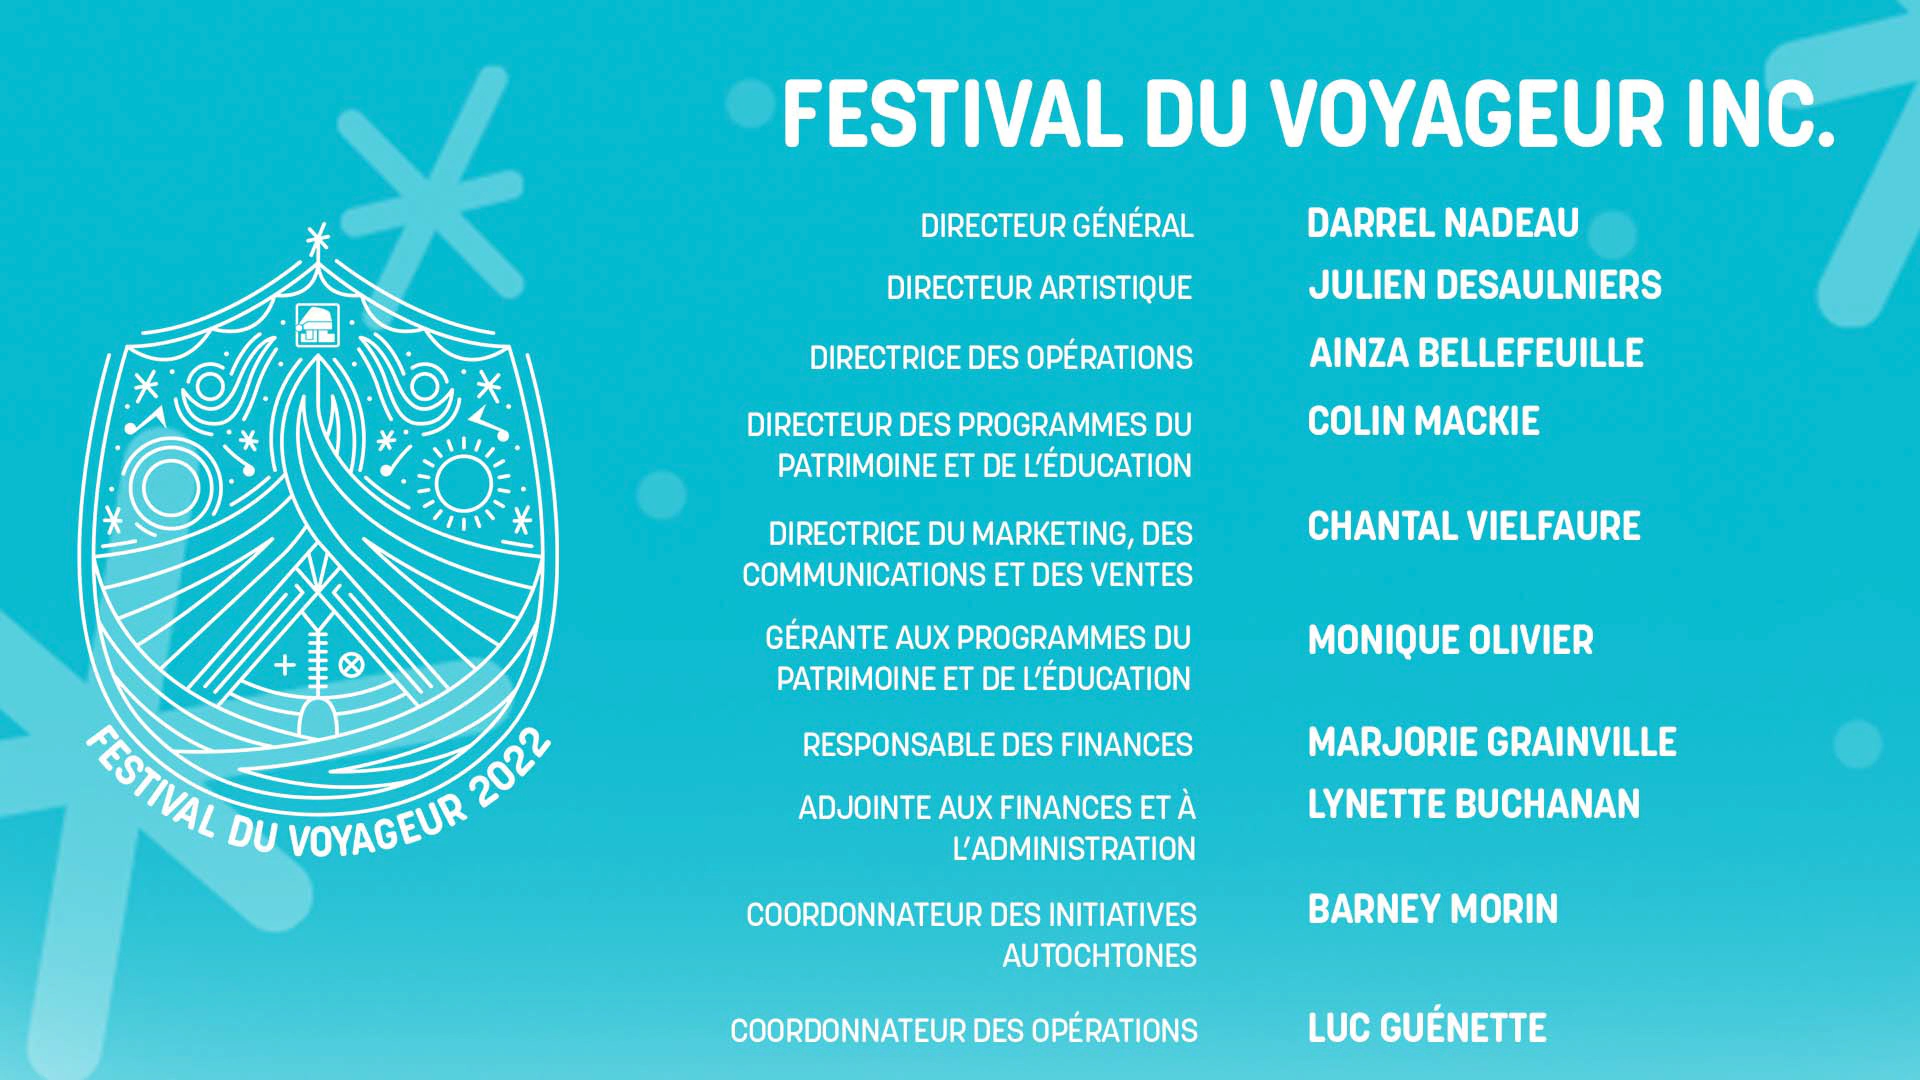 FESTIVAL DU VOYAGEUR INC.
DIRECTEUR GÉNÉRAL DARREL NADEAU
DIRECTEUR ARTISTIQUE JULIEN DESAULNIERS
DIRECTRICE DES OPÉRATIONS AINZA BELLEFEUILLE
DIRECTEUR DES PROGRAMMES DU COLIN MACKIE
PATRIMOINE ET DE L'ÉDUCATION
DIRECTRICE DU MARKETING, DES CHANTAL VIELFAURE
COMMUNICATIONS ET DES VENTES
GÉRANTE AUX PROGRAMMES DU MONIQUE OLIVIER
PATRIMOINE ET DE L'ÉDUCATION
RESPONSABLE DES FINANCES MARJORIE GRAINVILLE
ADJOINTE AUX FINANCES ET À LYNETTE BUCHANAN
L'ADMINISTRATION
COORDONNATEUR DES INITIATIVES BARNEY MORIN
AUTOCHTONES
COORDONNATEUR DES OPÉRATIONS LUC GUÉNETTE
FESTIVAL DU VOYAGEUR 2022